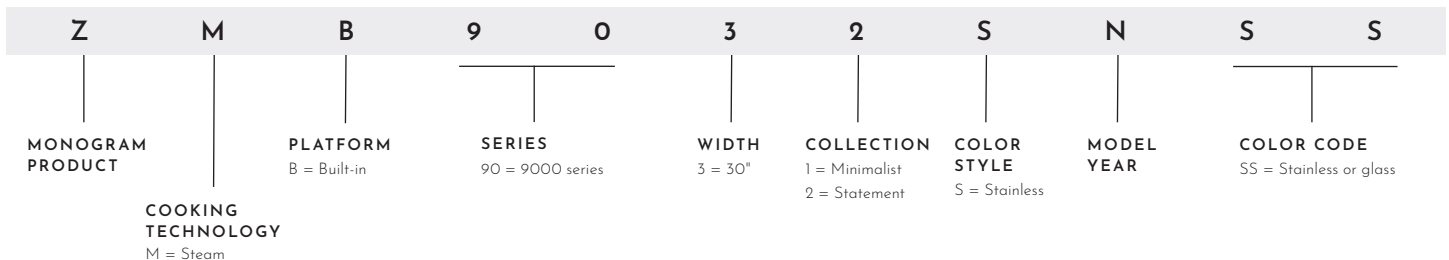 Z M B 9 0 3 2 S N S S
MONOGRAM
PRODUCT
COOKING
TECHNOLOGY
M = Steam
PLATFORM
B = Built-in
SERIES
90 = 9000 series
WIDTH
3 = 30"
COLLECTION
1 = Minimalist
2 = Statement
COLOR
STYLE
S = Stainless
MODEL
YEAR
COLOR CODE
SS = Stainless or glass